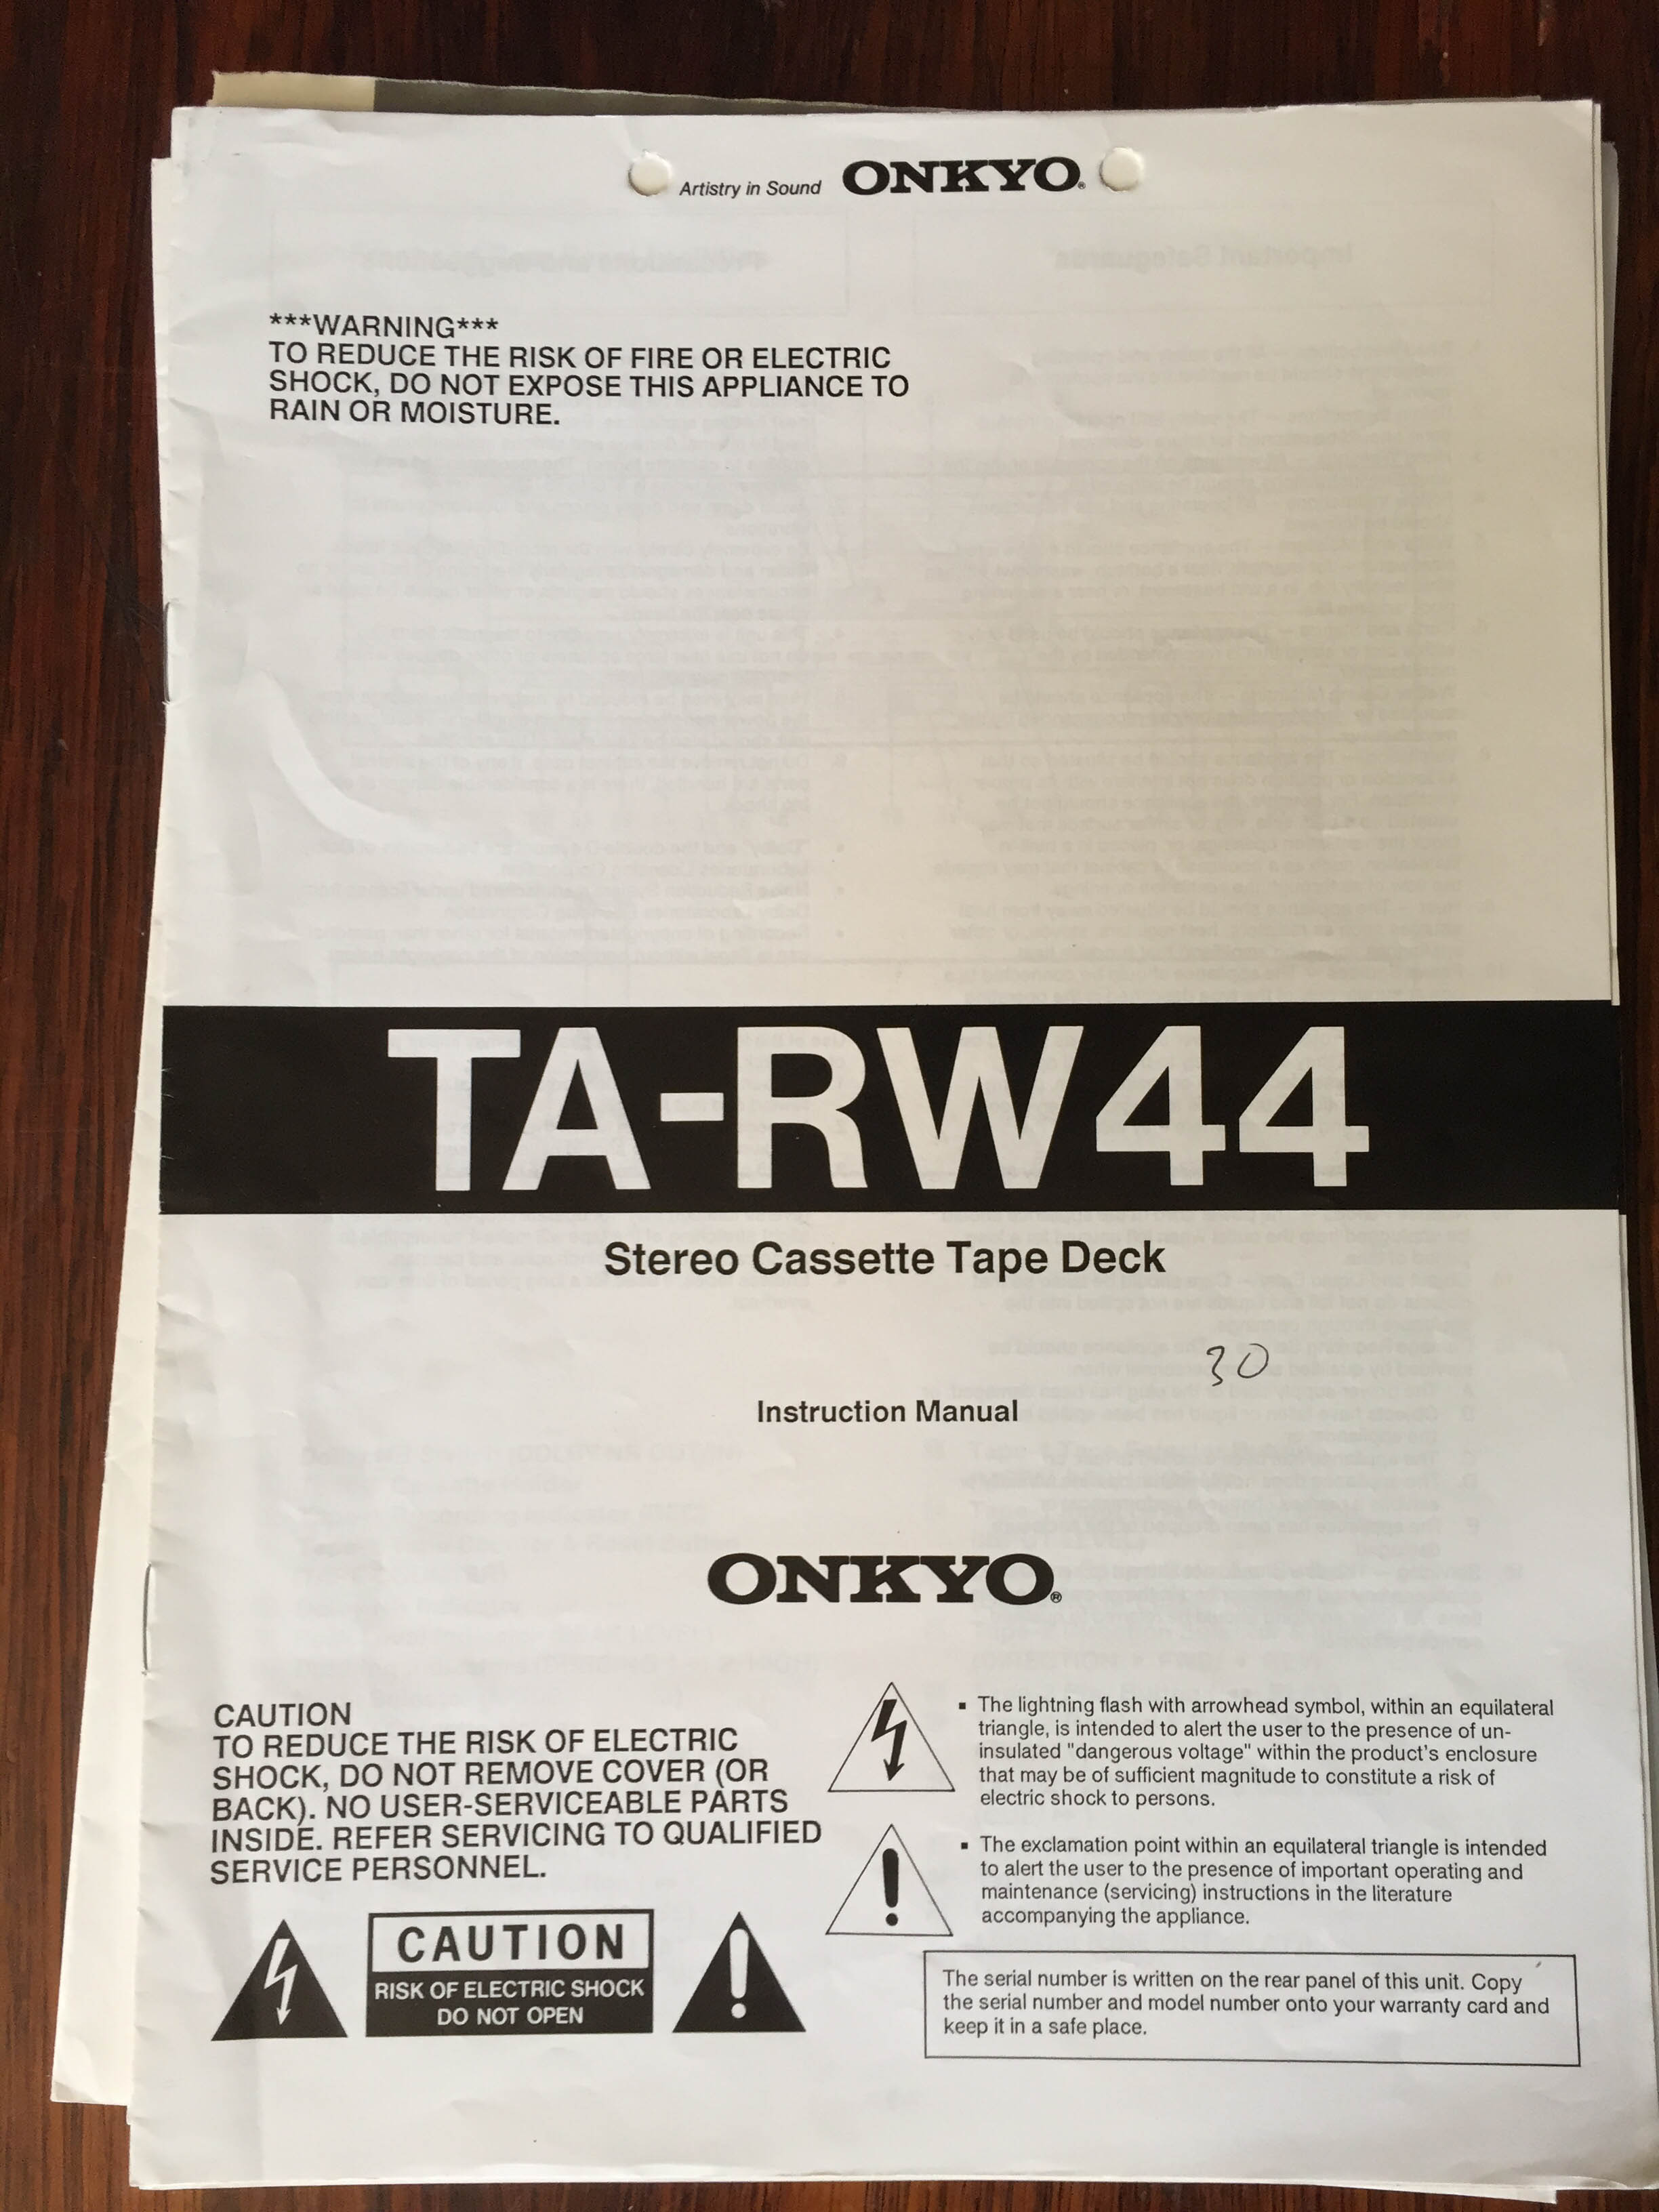 Artistry in Sound ONKYO®
***WARNING***
TO REDUCE THE RISK OF FIRE OR ELECTRIC
SHOCK, DO NOT EXPOSE THIS APPLIANCE TO
RAIN OR MOISTURE.
TA-RW44
Stereo Cassette Tape Deck
30
Instruction Manual
ONKYO®
CAUTION
TO REDUCE THE RISK OF ELECTRIC
SHOCK, DO NOT REMOVE COVER (OR
BACK). NO USER-SERVICEABLE PARTS
INSIDE. REFER SERVICING TO QUALIFIED
SERVICE PERSONNEL.
CAUTION
RISK OF ELECTRIC SHOCK
DO NOT OPEN
▪ The lightning flash with arrowhead symbol, within an equilateral
triangle, is intended to alert the user to the presence of un-
insulated "dangerous voltage" within the product's enclosure
that may be of sufficient magnitude to constitute a risk of
electric shock to persons.
▪ The exclamation point within an equilateral triangle is intended
to alert the user to the presence of important operating and
maintenance (servicing) instructions in the literature
accompanying the appliance.
The serial number is written on the rear panel of this unit. Copy
the serial number and model number onto your warranty card and
keep it in a safe place.